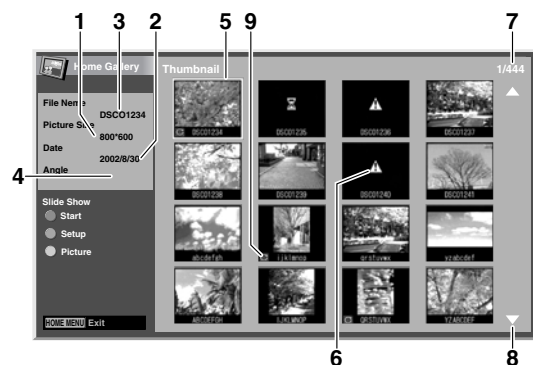 1 3 2 5 9 7
Home Gallery
Thumbnail
1/444
File Name
DSCO1234
Picture Size
800*600
Date
2002/8/30
Angle
4
Slide Show
Start
Setup
Picture
HOME MENU Exit
DSC01234 DSC01235 DSC01236 DSC01237
DSC01238 DSC01239 DSC01240 DSC01241
abcdefgh ijklmnop qrstuvwx yzabcdef
ABCDEFGH IJKLMNOP QRSTUVWX YZABCDEF
6 8